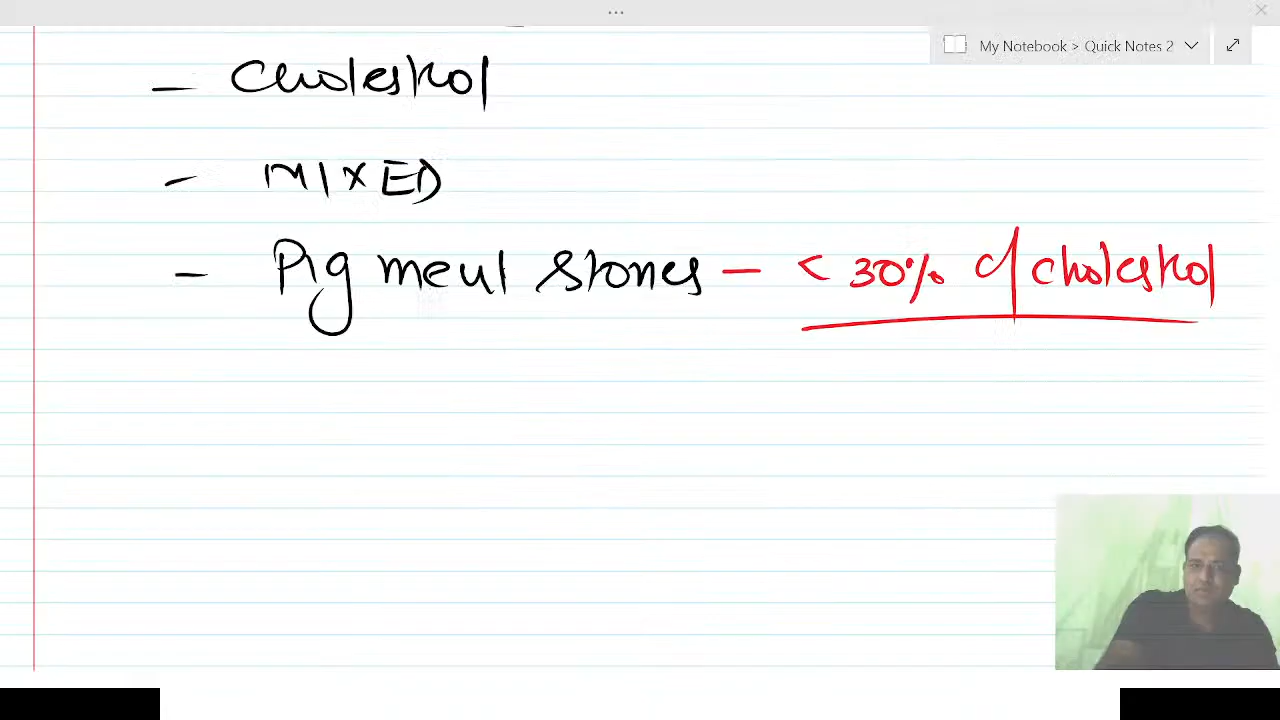 ...
My Notebook > Quick Notes 2
- Cholesterol
- MIXED
- Pigment stones - < 30% of cholesterol